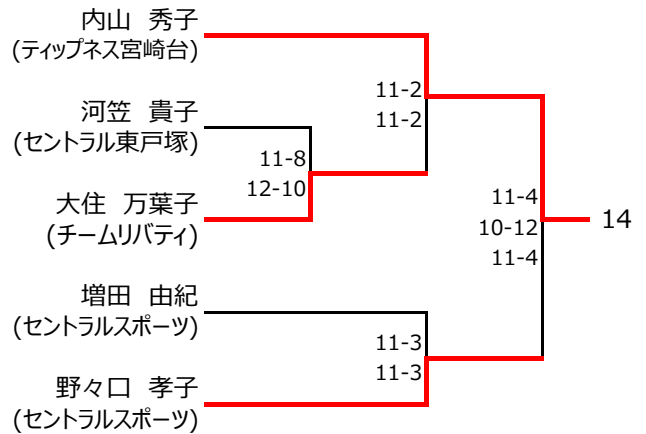 内山　秀子
(ティップネス宮崎台)
11-2
11-2
河笠　貴子
(セントラル東戸塚)
11-8
12-10
大住　万葉子
(チームリバティ)
11-4
10-12
11-4
14
増田　由紀
(セントラルスポーツ)
11-3
11-3
野々口　孝子
(セントラルスポーツ)